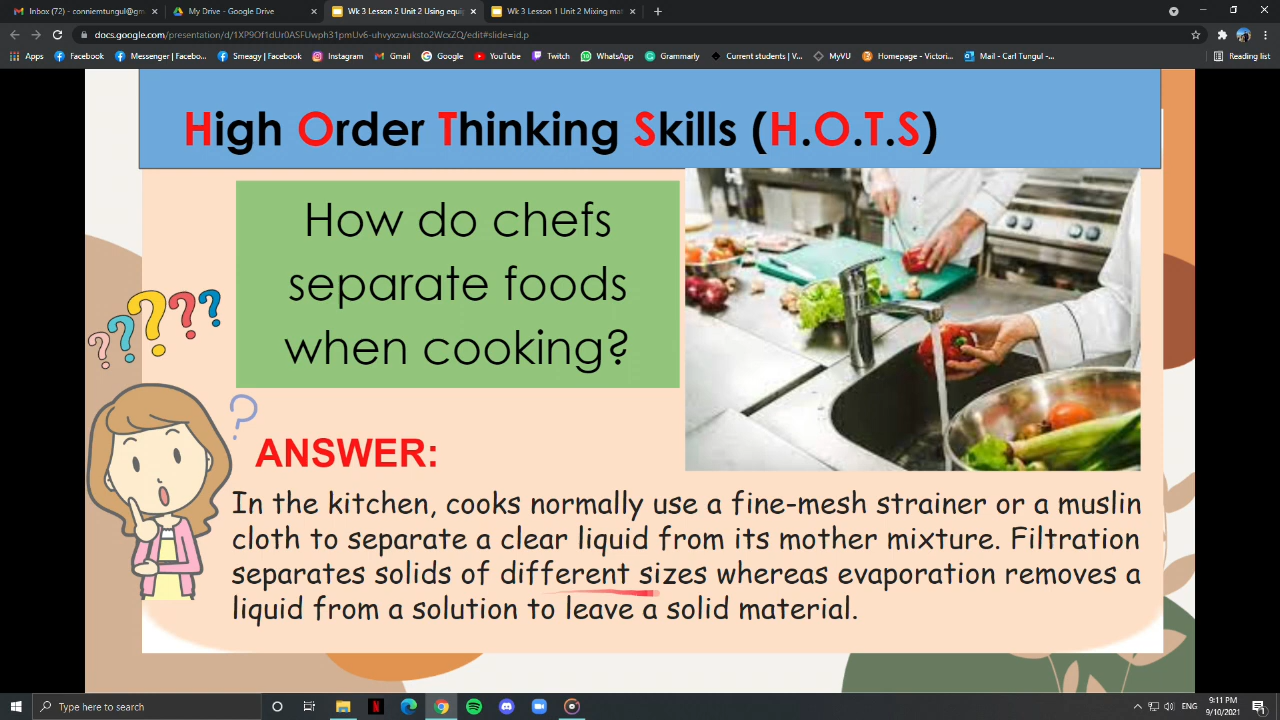 Inbox (72) - conniemtungul@gm
My Drive - Google Drive
Wk 3 Lesson 2 Unit 2 Using equi
Wk 3 Lesson 1 Unit 2 Mixing mat
docs.google.com/presentation/d/1XP9Of1dUr0ASFUwph31pmUv6-uhvyxzwuksto2WoxZQ/edit#slide=id.p
Apps
Facebook
Messenger | Facebo...
Smeagy | Facebook
Instagram
Gmail
Google
YouTube
Twitch
WhatsApp
Grammarly
Current students | V...
MyVU
Homepage - Victori...
Mail - Carl Tungul -...
Reading list
High Order Thinking Skills (H.O.T.S)
How do chefs
separate foods
when cooking?
ANSWER:
In the kitchen, cooks normally use a fine-mesh strainer or a muslin
cloth to separate a clear liquid from its mother mixture. Filtration
separates solids of different sizes whereas evaporation removes a
liquid from a solution to leave a solid material.
Type here to search
ENG
9:11 PM
9/10/2021